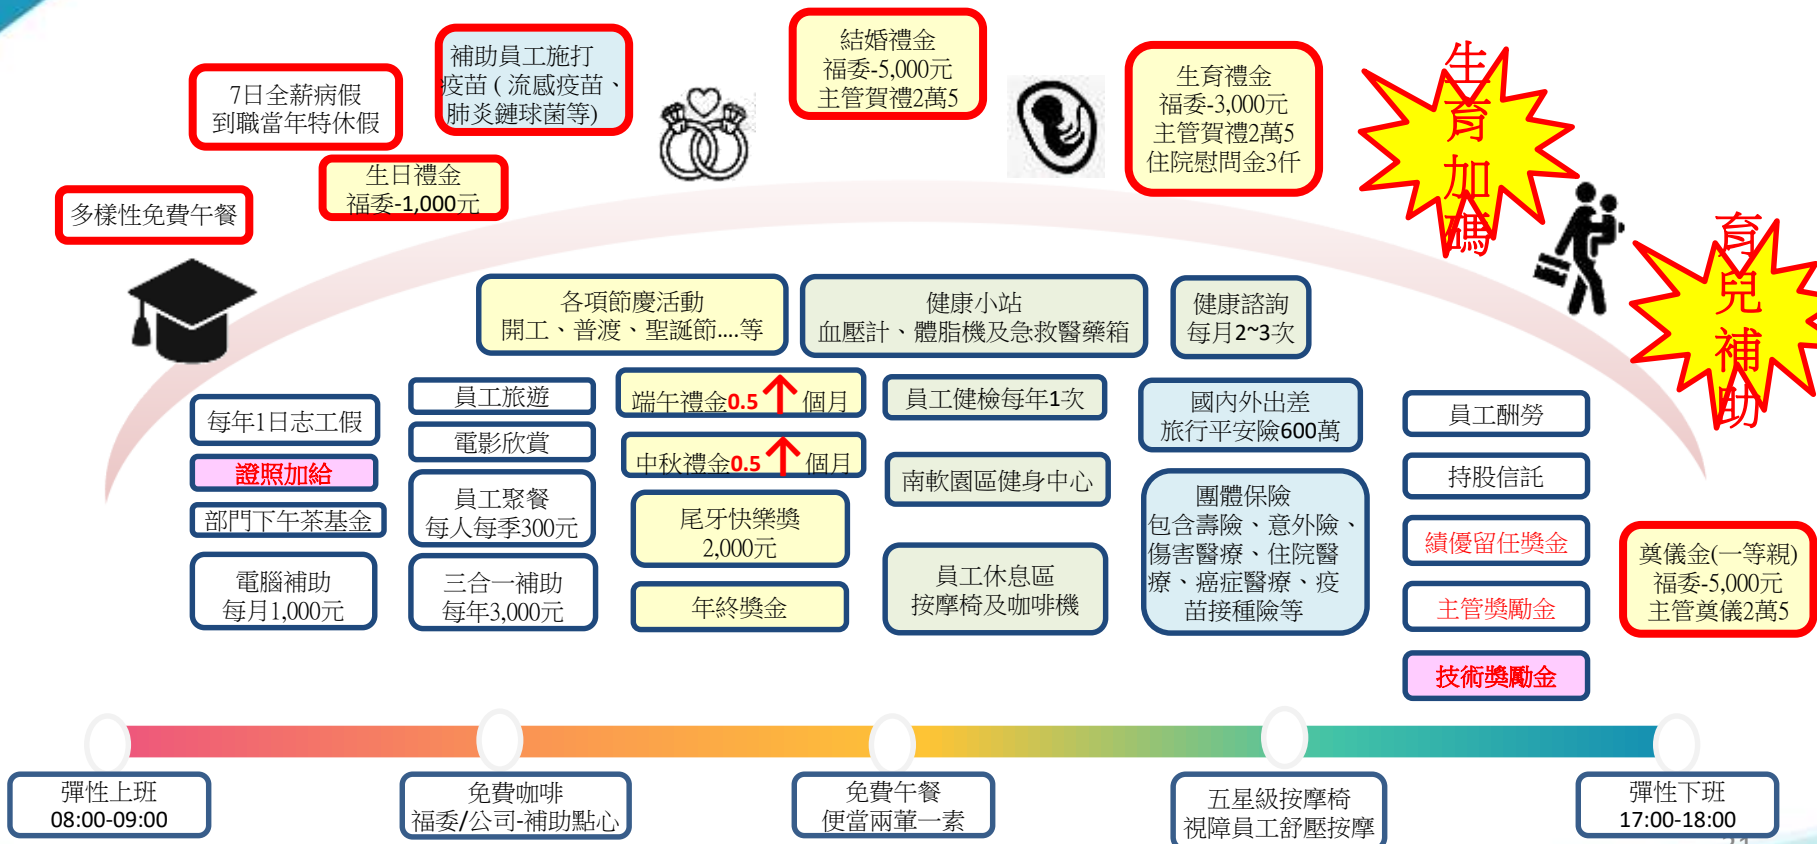 多樣性免費午餐
7日全薪病假
到職當年特休假
生日禮金
福委-1,000元
補助員工施打
疫苗 ( 流感疫苗、
肺炎鏈球菌等)
結婚禮金
福委-5,000元
主管賀禮2萬5
生育禮金
福委-3,000元
主管賀禮2萬5
住院慰問金3仟
生育加碼
育兒補助
各項節慶活動
開工、普渡、聖誕節....等
健康小站
血壓計、體脂機及急救醫藥箱
健康諮詢
每月2~3次
每年1日志工假
證照加給
部門下午茶基金
電腦補助
每月1,000元
員工旅遊
電影欣賞
員工聚餐
每人每季300元
三合一補助
每年3,000元
端午禮金0.5 個月
中秋禮金0.5 個月
尾牙快樂獎
2,000元
年終獎金
員工健檢每年1次
南軟園區健身中心
員工休息區
按摩椅及咖啡機
國內外出差
旅行平安險600萬
團體保險
包含壽險、意外險、
傷害醫療、住院醫
療、癌症醫療、疫
苗接種險等
員工酬勞
持股信託
績優留任獎金
主管獎勵金
技術獎勵金
奠儀金(一等親)
福委-5,000元
主管奠儀2萬5
彈性上班
08:00-09:00
免費咖啡
福委/公司-補助點心
免費午餐
便當兩葷一素
五星級按摩椅
視障員工舒壓按摩
彈性下班
17:00-18:00